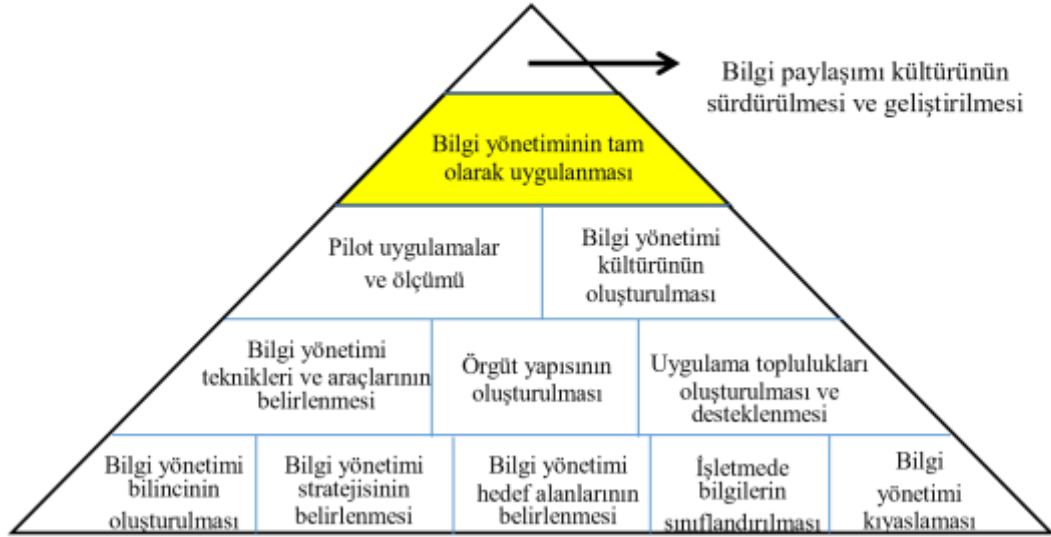 Bilgi paylaşımı kültürünün
sürdürülmesi ve geliştirilmesi
Bilgi yönetiminin tam
olarak uygulanması
Pilot uygulamalar
ve ölçümü
Bilgi yönetimi
kültürünün
oluşturulması
Bilgi yönetimi
teknikleri ve araçlarının
belirlenmesi
Örgüt yapısının
oluşturulması
Uygulama toplulukları
oluşturulması ve
desteklenmesi
Bilgi yönetimi
bilincinin
oluşturulması
Bilgi yönetimi
stratejisinin
belirlenmesi
Bilgi yönetimi
hedef alanlarının
belirlenmesi
İşletmede
bilgilerin
sınıflandırılması
Bilgi
yönetimi
kıyaslaması